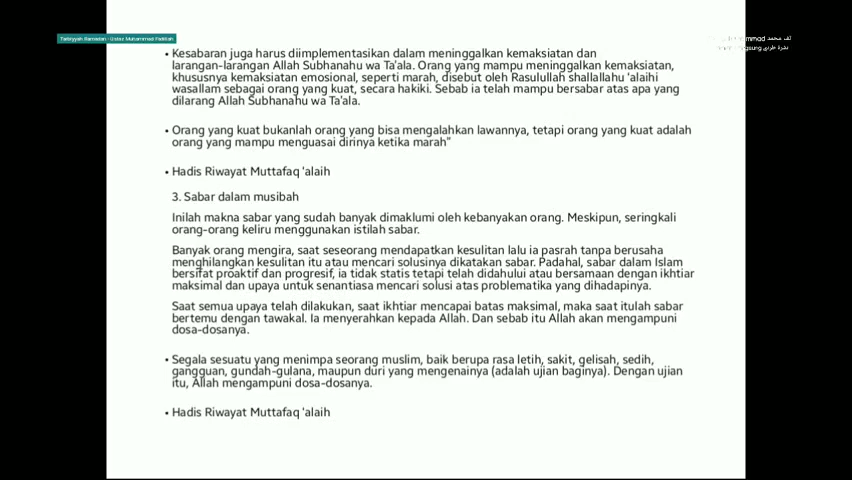 Tarbiyyah Ramadan - Ustaz Muhammad Fadillah
• Kesabaran juga harus diimplementasikan dalam meninggalkan kemaksiatan dan
larangan-larangan Allah Subhanahu wa Ta'ala. Orang yang mampu meninggalkan kemaksiatan,
khususnya kemaksiatan emosional, seperti marah, disebut oleh Rasulullah shallallahu 'alaihi
wasallam sebagai orang yang kuat, secara hakiki. Sebab ia telah mampu bersabar atas apa yang
dilarang Allah Subhanahu wa Ta'ala.
• Orang yang kuat bukanlah orang yang bisa mengalahkan lawannya, tetapi orang yang kuat adalah
orang yang mampu menguasai dirinya ketika marah"
• Hadis Riwayat Muttafaq 'alaih
3. Sabar dalam musibah
Inilah makna sabar yang sudah banyak dimaklumi oleh kebanyakan orang. Meskipun, seringkali
orang-orang keliru menggunakan istilah sabar.
Banyak orang mengira, saat seseorang mendapatkan kesulitan lalu ia pasrah tanpa berusaha
menghilangkan kesulitan itu atau mencari solusinya dikatakan sabar. Padahal, sabar dalam Islam
bersifat proaktif dan progresif, ia tidak statis tetapi telah didahului atau bersamaan dengan ikhtiar
maksimal dan upaya untuk senantiasa mencari solusi atas problematika yang dihadapinya.
Saat semua upaya telah dilakukan, saat ikhtiar mencapai batas maksimal, maka saat itulah sabar
bertemu dengan tawakal. Ia menyerahkan kepada Allah. Dan sebab itu Allah akan mengampuni
dosa-dosanya.
• Segala sesuatu yang menimpa seorang muslim, baik berupa rasa letih, sakit, gelisah, sedih,
gangguan, gundah-gulana, maupun duri yang mengenainya (adalah ujian baginya). Dengan ujian
itu, Allah mengampuni dosa-dosanya.
• Hadis Riwayat Muttafaq 'alaih